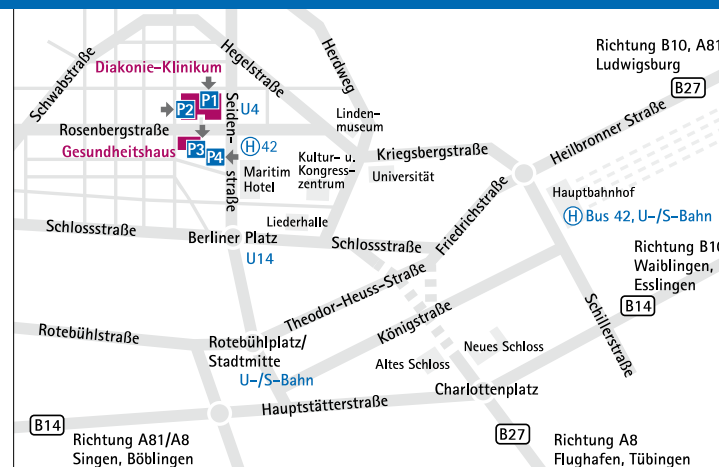 Richtung B10, A81
Ludwigsburg
B27
Schwabstraße
Hegelstraße
Herdweg
Diakonie-Klinikum
P1
P2
U4
Seiden-
straße
Linden-
museum
Heilbronner Straße
Rosenbergstraße
H 42
Gesundheitshaus
P3
P4
Kriegsbergstraße
Kultur- u.
Kongress-
zentrum
Universität
Maritim
Hotel
Hauptbahnhof
H Bus 42, U-/S-Bahn
Liederhalle
Friedrichstraße
Schlossstraße
Berliner Platz
Schlossstraße
U14
Richtung B10
Waiblingen,
Esslingen
B14
Theodor-Heuss-Straße
Schillerstraße
Königstraße
Rotebühlstraße
Rotebühlplatz/
Stadtmitte
U-/S-Bahn
Neues Schloss
Altes Schloss
Charlottenplatz
Hauptstätterstraße
B14
Richtung A81/A8
Singen, Böblingen
B27
Richtung A8
Flughafen, Tübingen